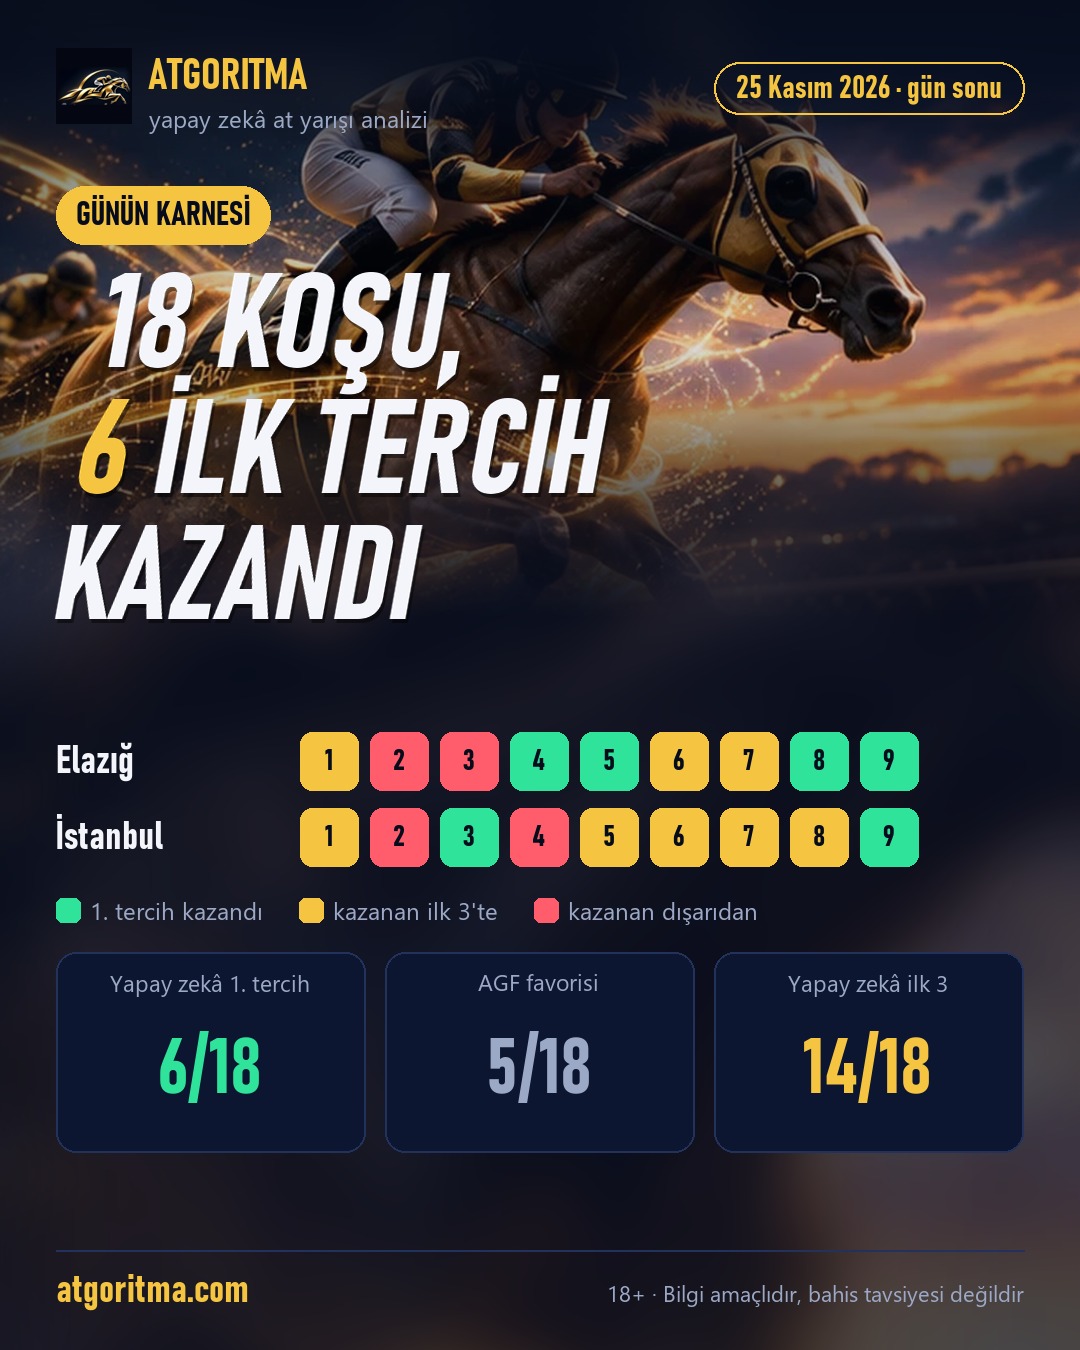 ATGORITMA
yapay zekâ at yarışı analizi
25 Kasım 2026 · gün sonu
GÜNÜN KARNESİ
18 KOŞU,
6 İLK TERCİH
KAZANDI
Elazığ 1 2 3 4 5 6 7 8 9
İstanbul 1 2 3 4 5 6 7 8 9
1. tercih kazandı kazanan ilk 3'te kazanan dışarıdan
Yapay zekâ 1. tercih AGF favorisi Yapay zekâ ilk 3
6/18 5/18 14/18
atgoritma.com 18+ · Bilgi amaçlıdır, bahis tavsiyesi değildir